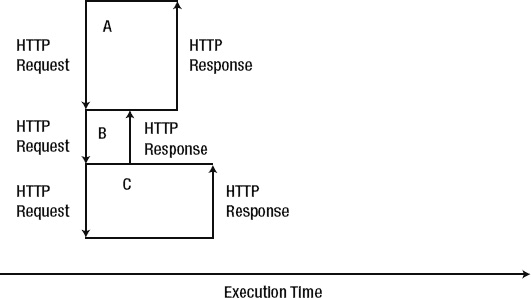 A
HTTP
Request
HTTP
Response
HTTP
Request
B
HTTP
Response
C
HTTP
Request
HTTP
Response
Execution Time